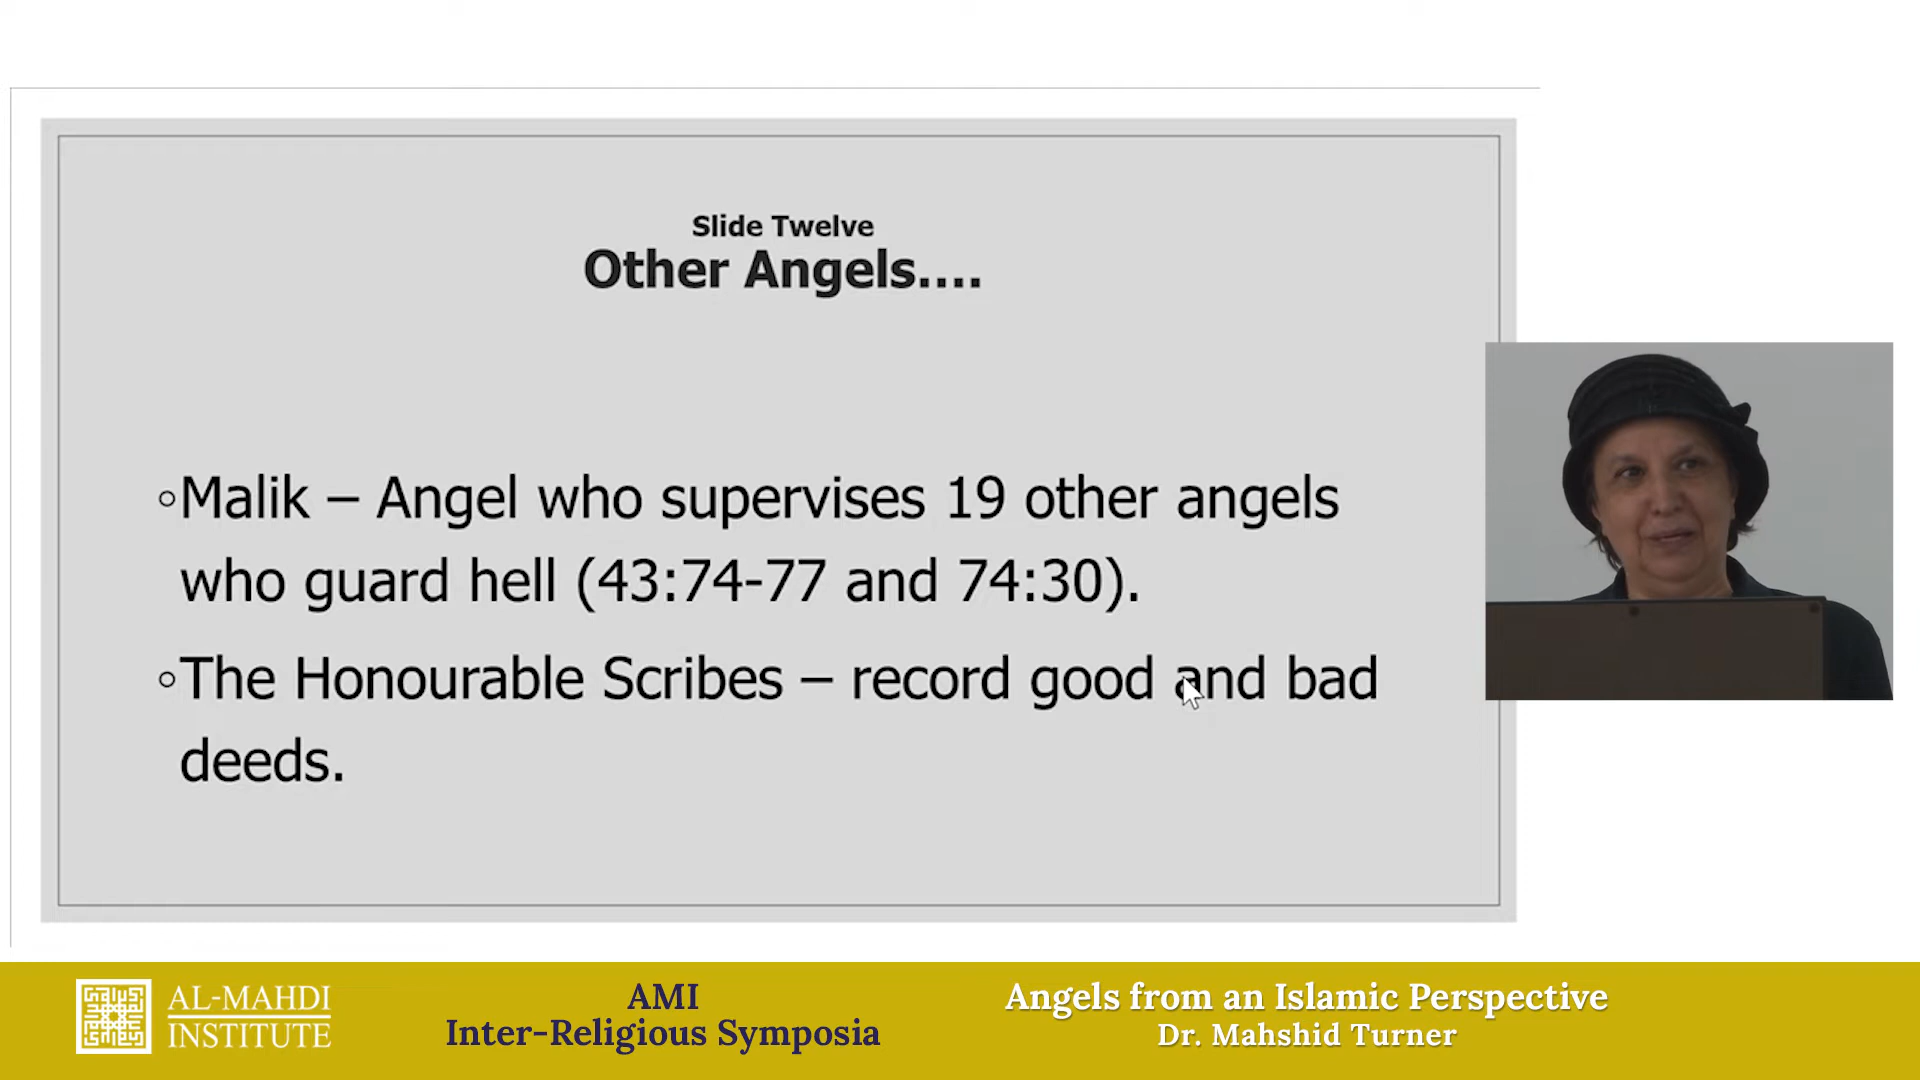 Slide Twelve
Other Angels....
◦Malik – Angel who supervises 19 other angels
who guard hell (43:74-77 and 74:30).
◦The Honourable Scribes – record good and bad
deeds.
AL-MAHDI
INSTITUTE
AMI
Inter-Religious Symposia
Angels from an Islamic Perspective
Dr. Mahshid Turner